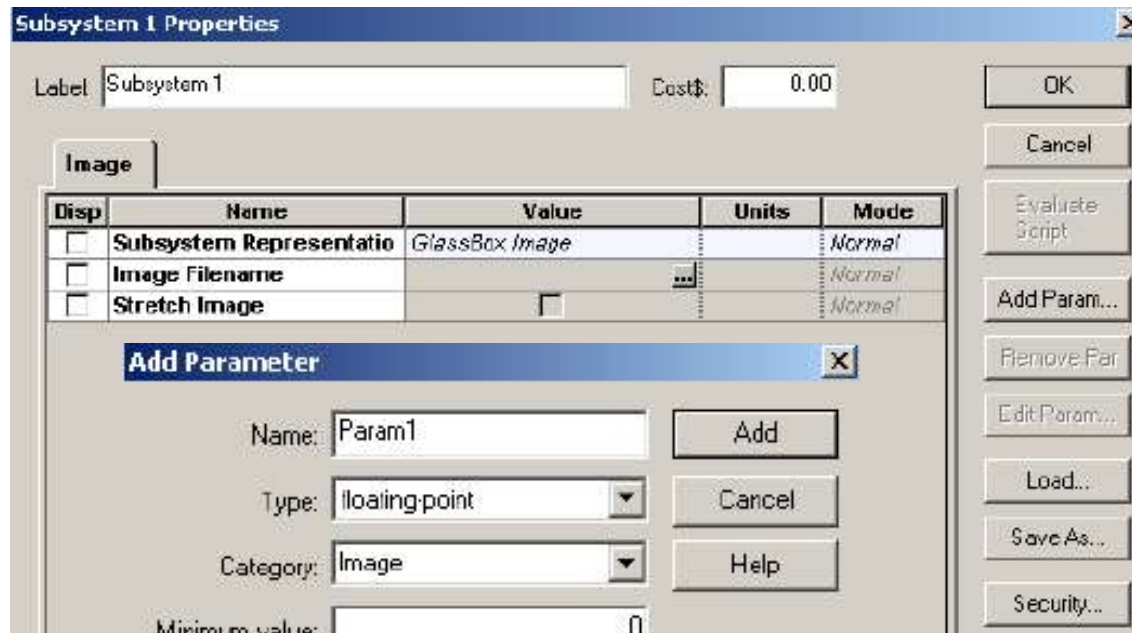 Subsystem 1 Properties
Label: Subsystem 1 Cost$: 0.00
OK
Cancel
Evaluate
Script
Add Param...
Remove Par
Edit Param...
Load...
Save As...
Security...
Image
Disp Name Value Units Mode
Subsystem Representatio GlassBox Image Normal
Image Filename ... Normal
Stretch Image Normal
Add Parameter
Name: Param1 Add
Type: floating-point Cancel
Category: Image Help
Minimum value: 0